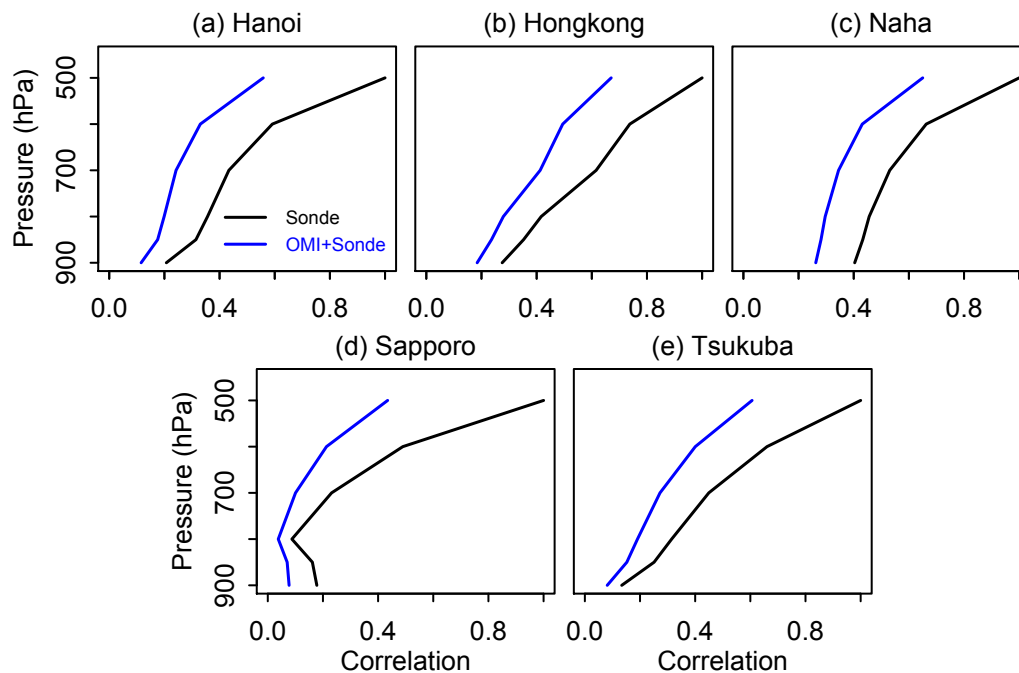 (a) Hanoi
(b) Hongkong
(c) Naha
Pressure (hPa)
500
700
900
Sonde
OMI+Sonde
0.0 0.4 0.8
0.0 0.4 0.8
0.0 0.4 0.8
(d) Sapporo
(e) Tsukuba
Pressure (hPa)
500
700
900
0.0 0.4 0.8
0.0 0.4 0.8
Correlation
Correlation